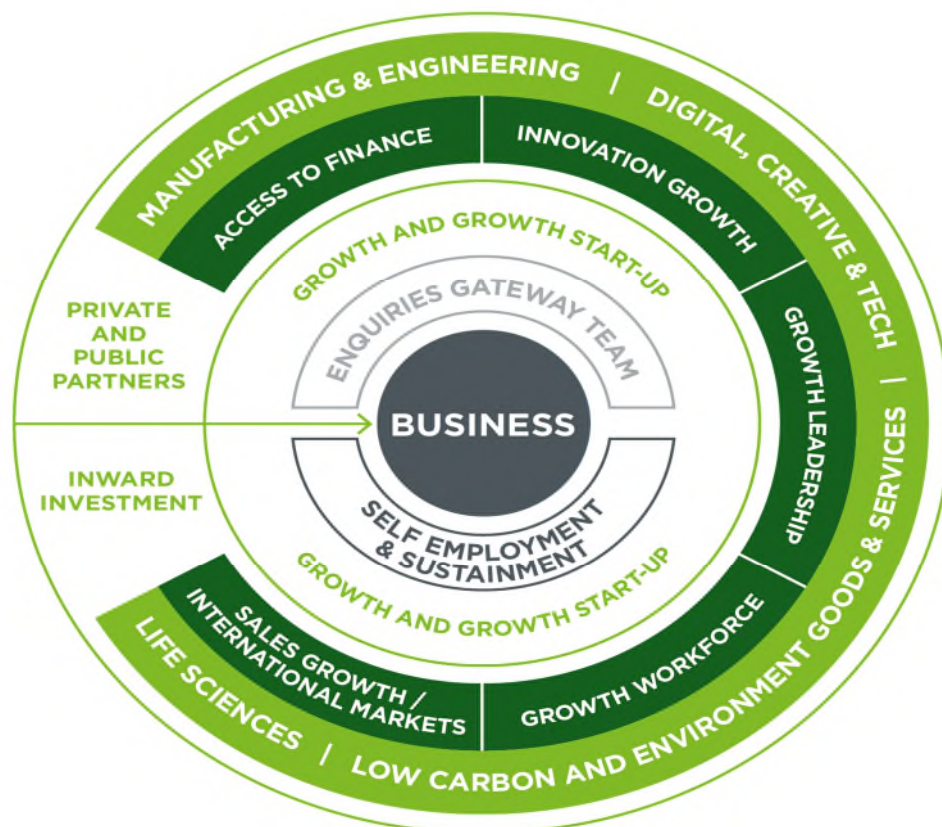 MANUFACTURING & ENGINEERING | DIGITAL, CREATIVE & TECH | LOW CARBON AND ENVIRONMENT GOODS & SERVICES | LIFE SCIENCES
ACCESS TO FINANCE
INNOVATION GROWTH
GROWTH LEADERSHIP
GROWTH WORKFORCE
SALES GROWTH /
INTERNATIONAL MARKETS
GROWTH AND GROWTH START-UP
ENQUIRIES GATEWAY TEAM
PRIVATE
AND
PUBLIC
PARTNERS
BUSINESS
INWARD
INVESTMENT
SELF EMPLOYMENT
& SUSTAINMENT
GROWTH AND GROWTH START-UP